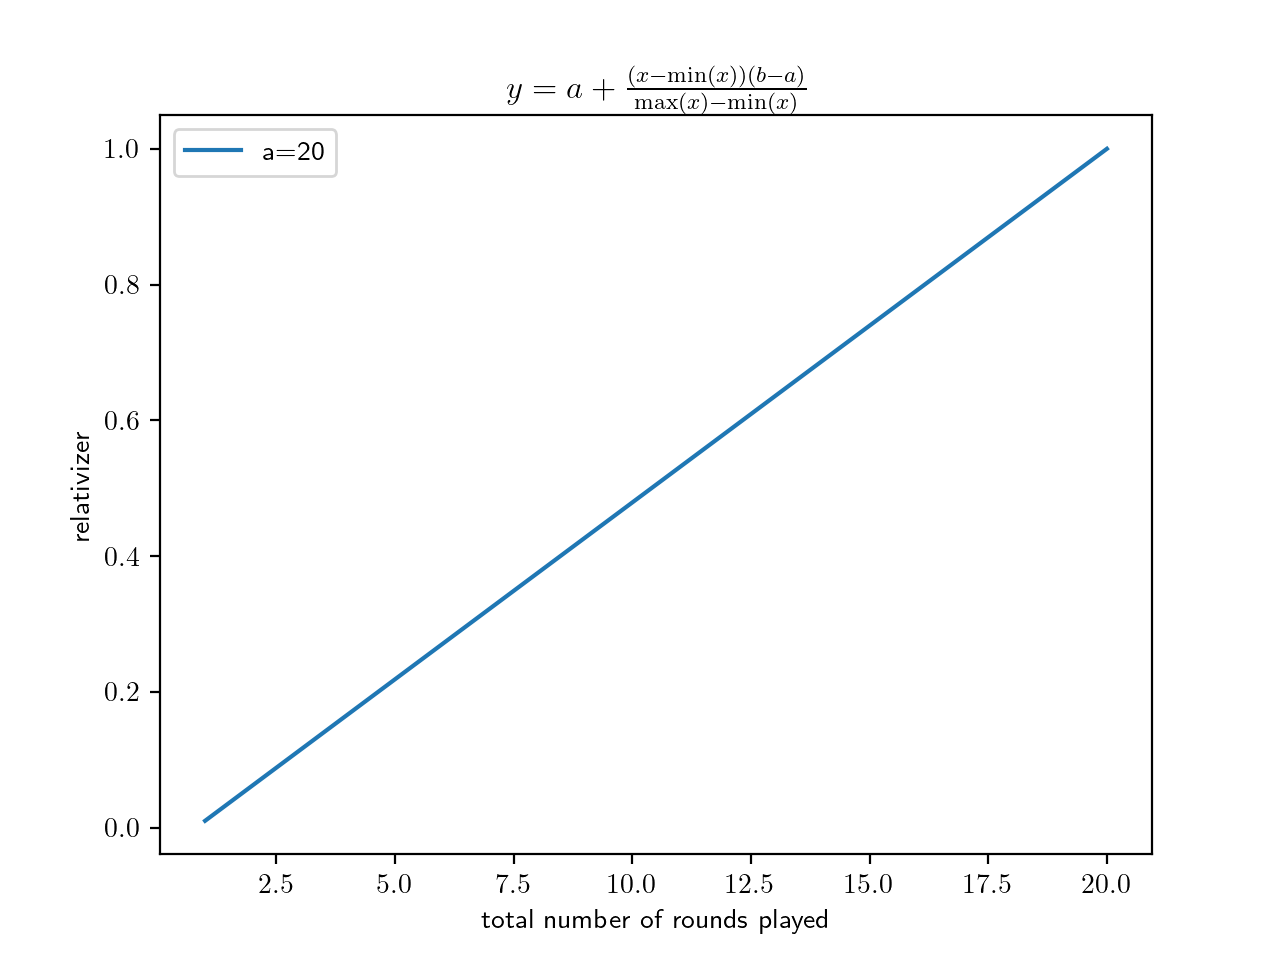 y = a + \frac{(x-\min(x))(b-a)}{\max(x)-\min(x)}
a=20
1.0
0.8
0.6
0.4
0.2
0.0
relativizer
2.5 5.0 7.5 10.0 12.5 15.0 17.5 20.0
total number of rounds played